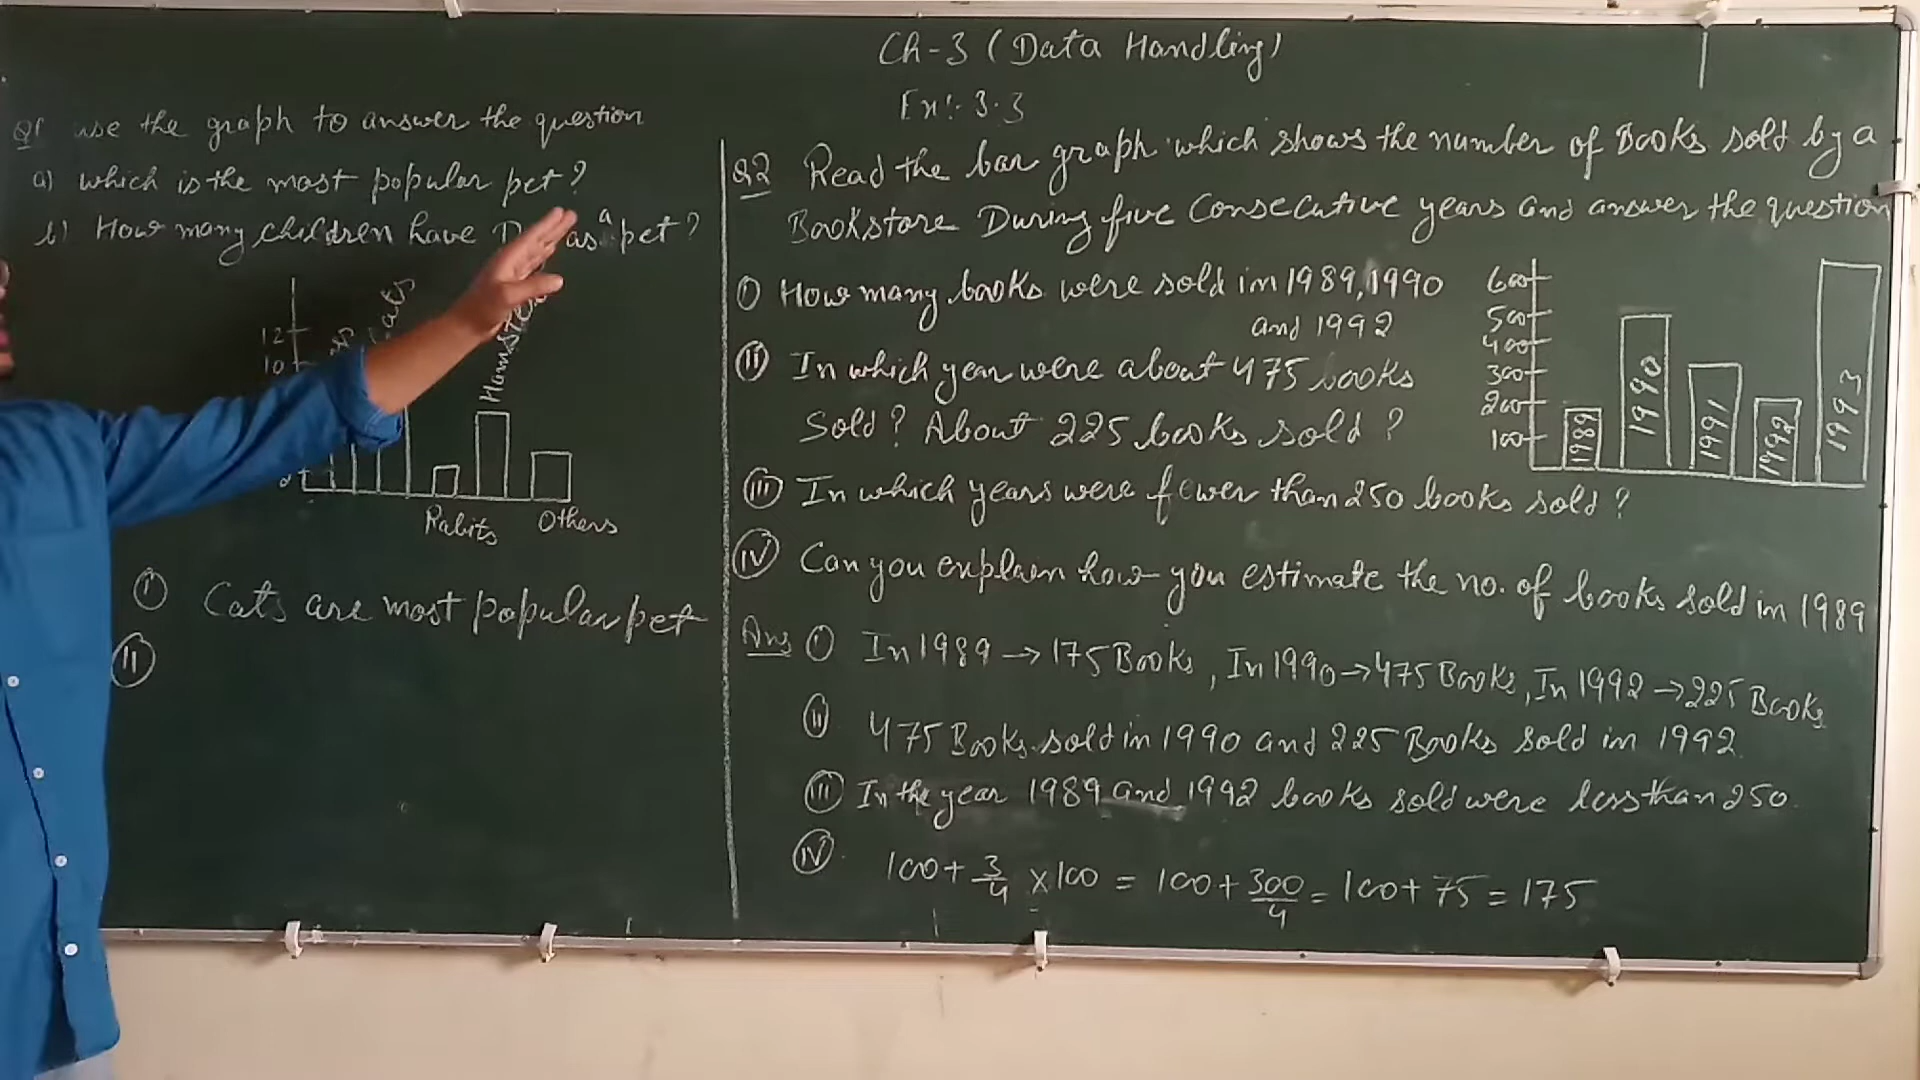 Ch-3 (Data Handling)
Ex:- 3.3
Q1 use the graph to answer the question
a) which is the most popular pet?
b) How many children have as a pet?
12
10
2
Cats
Rabits
Others
i Cats are most popular pet
ii
Q2 Read the bar graph which shows the number of Books sold by a
Bookstore During five Consecutive years and answer the question
i How many books were sold in 1989, 1990
and 1992
ii In which year were about 475 books
Sold? About 225 books sold?
iii In which years were fewer than 250 books sold?
iv Can you explaen how you estimate the no. of books sold in 1989
600
500
400
300
200
100
1989
1990
1991
1992
1993
Ans i In 1989 → 175 Books, In 1990 → 475 Books, In 1992 → 225 Books
ii 475 Books sold in 1990 and 225 Books sold in 1992.
iii In the year 1989 and 1992 books sold were less than 250.
iv 100 + 3/4 × 100 = 100 + 300/4 = 100 + 75 = 175